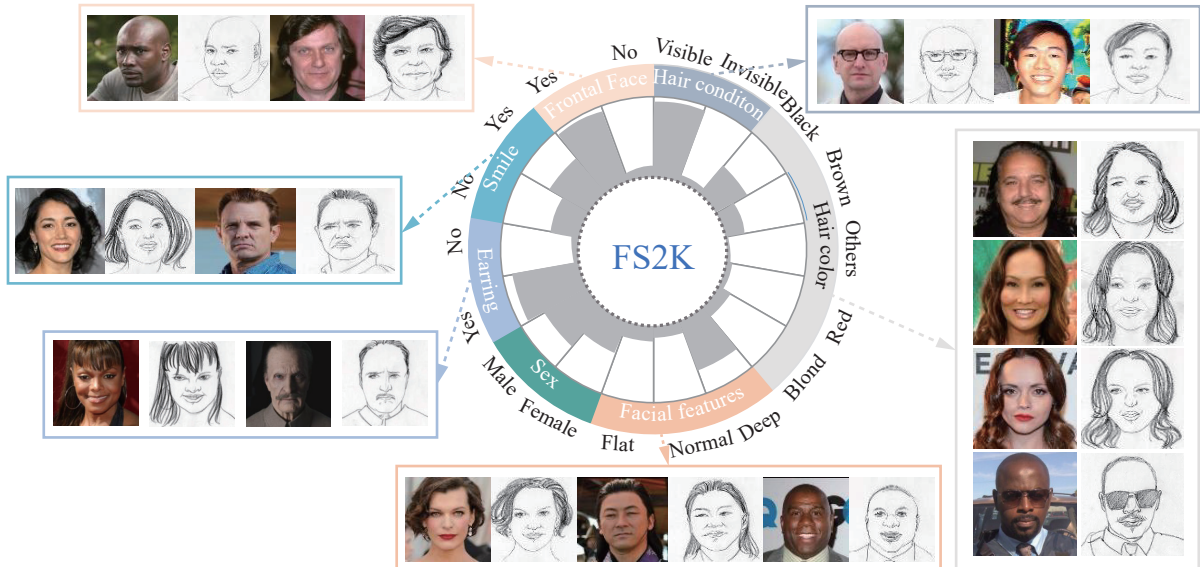 No
Visible
Invisible
Yes
Frontal Face
Hair conditon
Yes
Black
Smile
No
Brown
Hair color
Others
FS2K
No
Earring
Yes
Red
Male
Sex
Female
Blond
Facial features
Flat
Normal
Deep